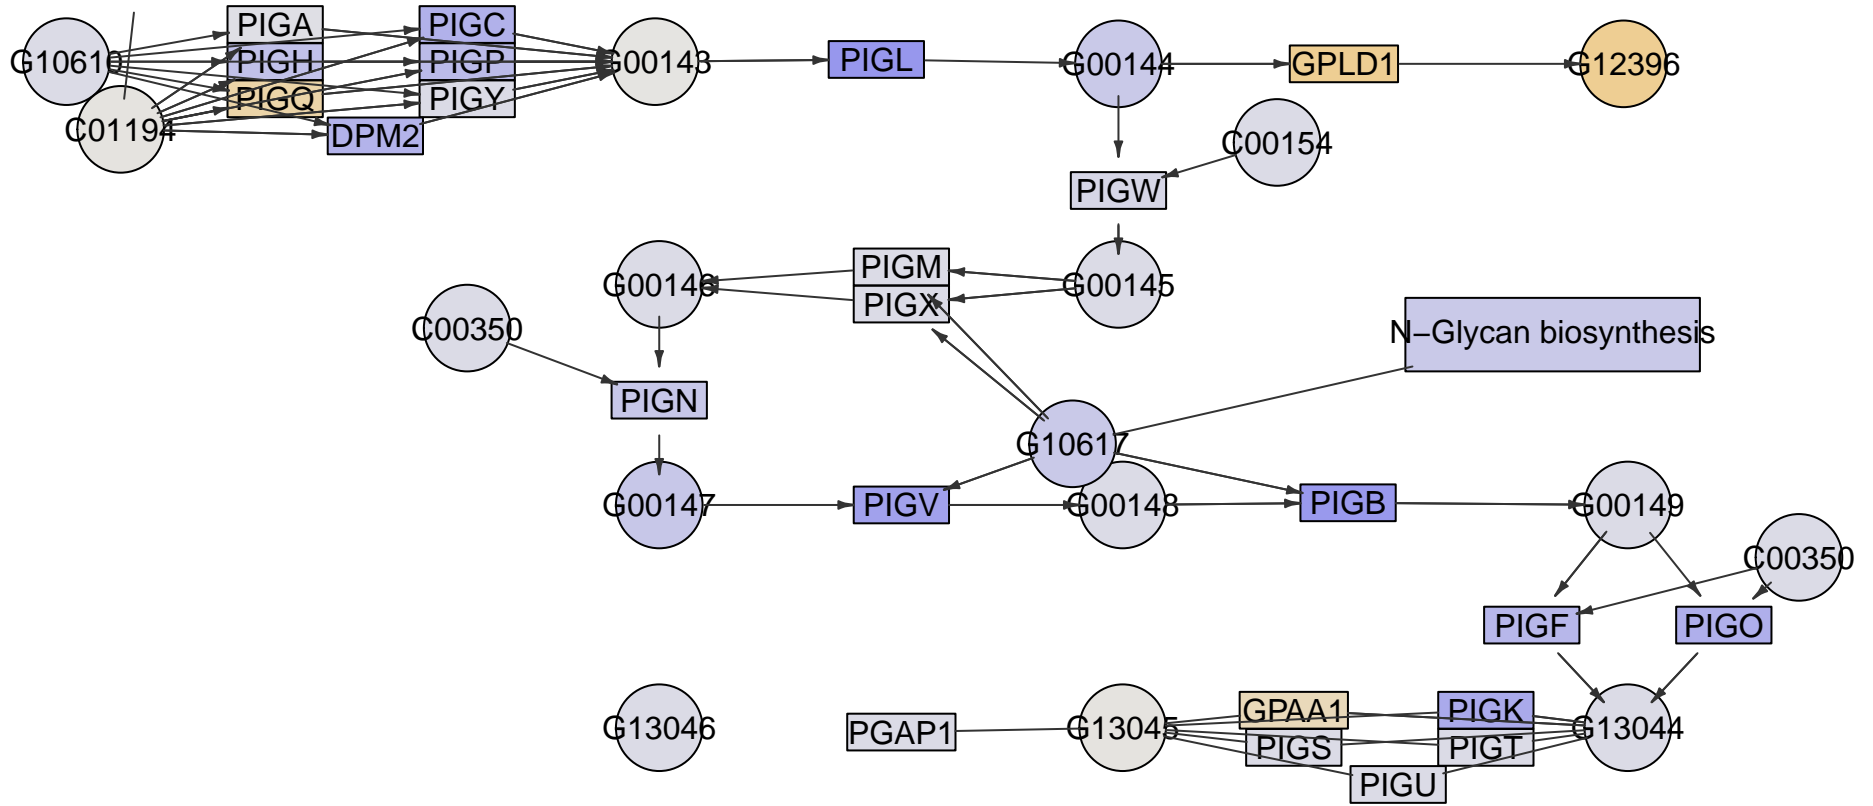 PIGA
PIGC
G10610
PIGH
PIGP
G00143
PIGL
G00144
GPLD1
G12396
PIGQ
PIGY
C01194
DPM2
C00154
PIGW
PIGM
G00146
G00145
PIGX
C00350
N–Glycan biosynthesis
PIGN
G10617
G00147
PIGV
G00148
PIGB
G00149
C00350
PIGF
PIGO
GPAA1
PIGK
G13046
PGAP1
G13045
G13044
PIGS
PIGT
PIGU